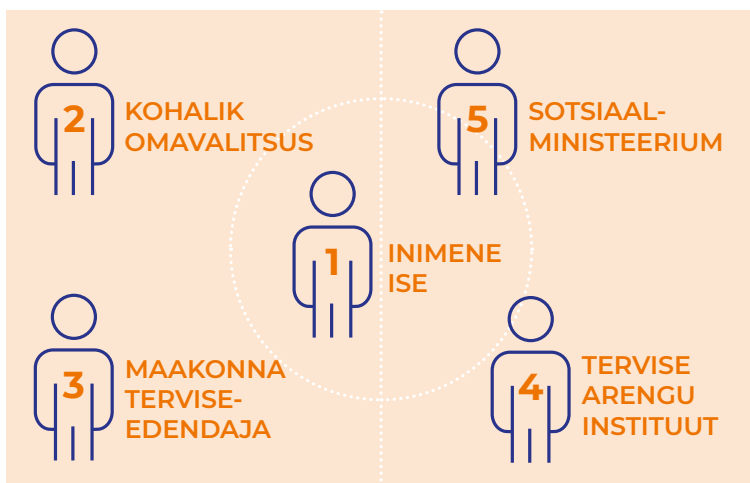 2
KOHALIK
OMAVALITSUS
5
SOTSIAAL-
MINISTEERIUM
1
INIMENE
ISE
3
MAAKONNA
TERVISE-
EDENDAJA
4
TERVISE
ARENGU
INSTITUUT